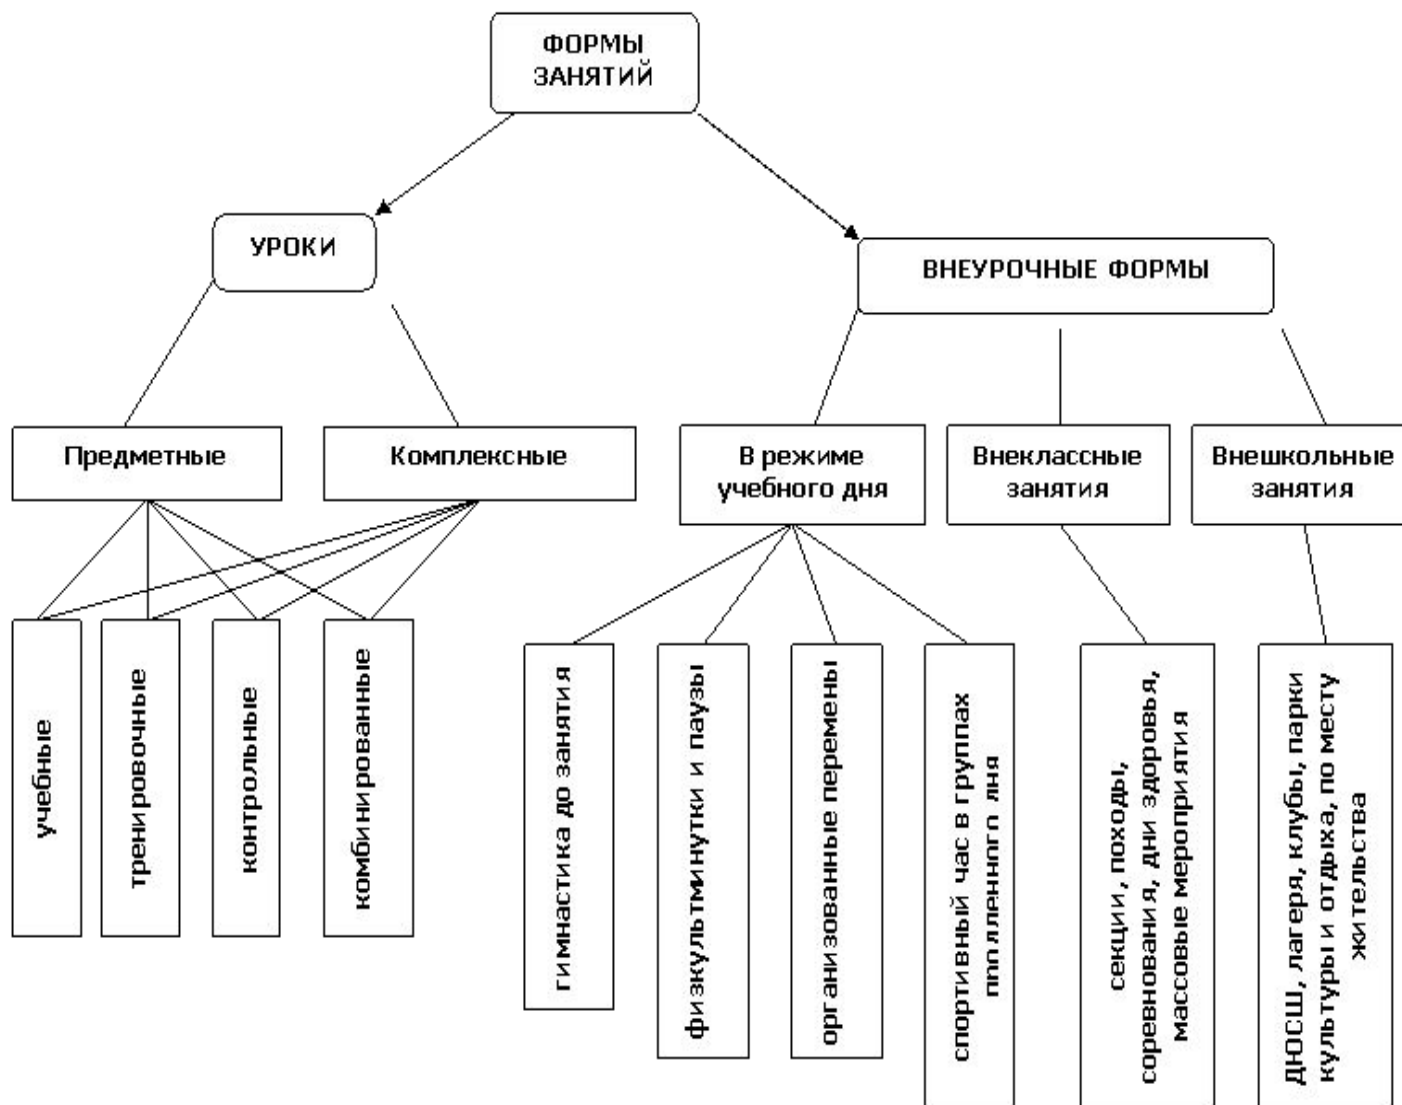 ФОРМЫ
ЗАНЯТИЙ
УРОКИ
ВНЕУРОЧНЫЕ ФОРМЫ
Предметные
Комплексные
В режиме
учебного дня
Внеклассные
занятия
Внешкольные
занятия
учебные
тренировочные
контрольные
комбинированные
гимнастика до занятия
физкультминутки и паузы
организованные перемены
спортивный час в группах
продленного дня
секции, походы,
соревнования, дни здоровья,
массовые мероприятия
ДНОСШ, лагеря, клубы, парки
культуры и отдыха, по месту
жительства